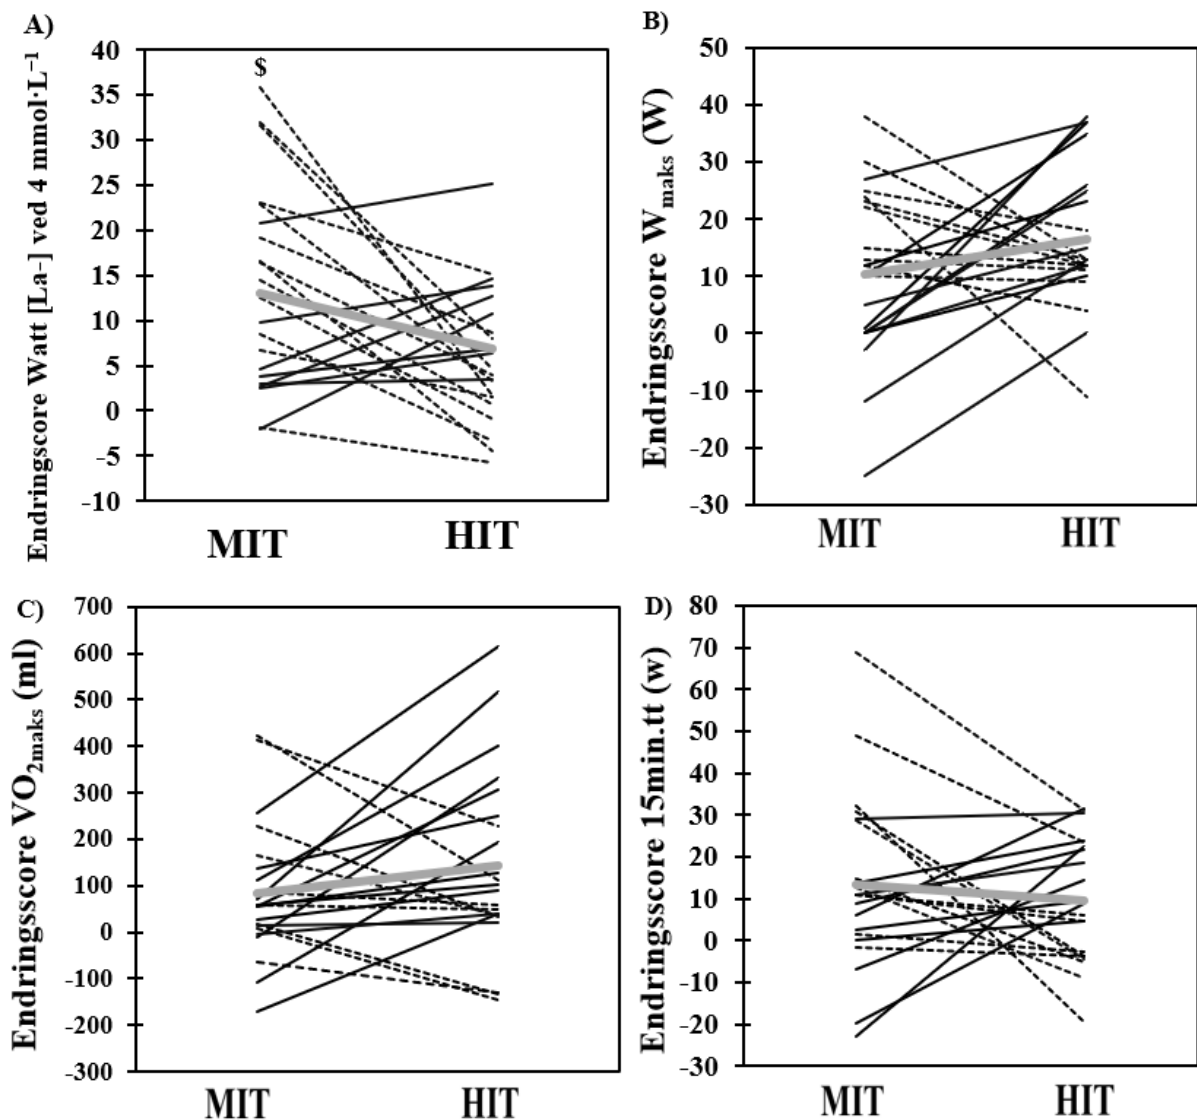 A)
Endringscore Watt [La-] ved 4 mmol·L⁻¹
40
35
30
25
20
15
10
5
0
-5
-10
$
MIT
HIT
B)
Endringsscore Wmaks (W)
50
40
30
20
10
0
-10
-20
-30
MIT
HIT
C)
Endringsscore VO2maks (ml)
700
600
500
400
300
200
100
0
-100
-200
-300
MIT
HIT
D)
Endringsscore 15min.tt (w)
80
70
60
50
40
30
20
10
0
-10
-20
-30
MIT
HIT